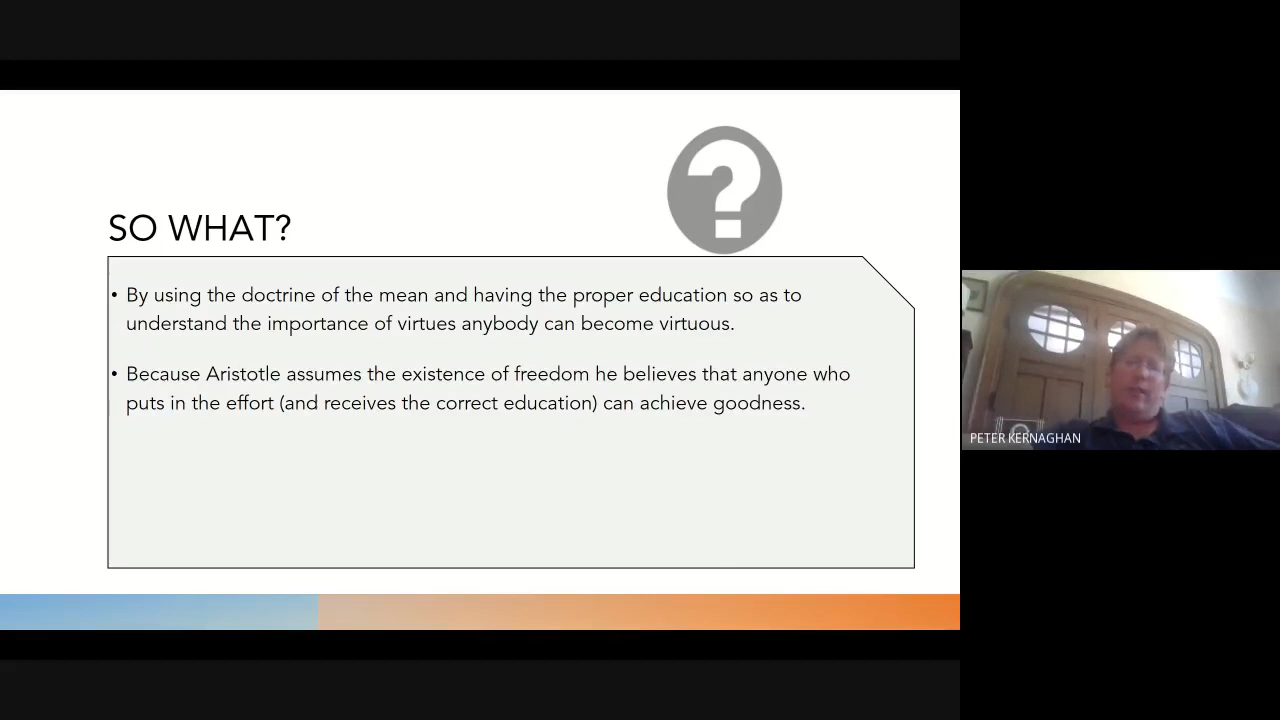 SO WHAT?
• By using the doctrine of the mean and having the proper education so as to
understand the importance of virtues anybody can become virtuous.
• Because Aristotle assumes the existence of freedom he believes that anyone who
puts in the effort (and receives the correct education) can achieve goodness.
PETER KERNAGHAN